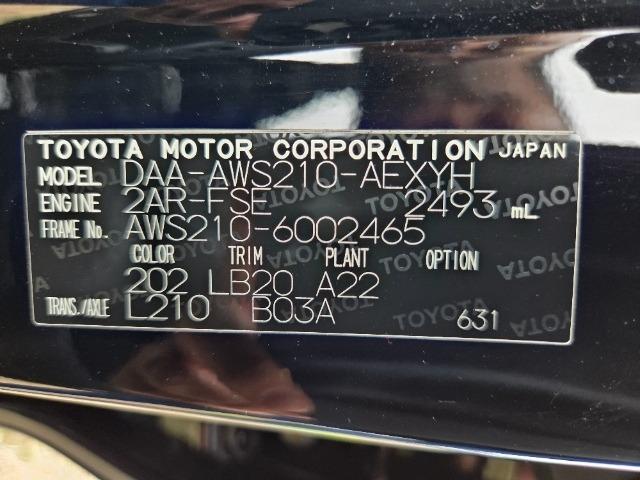 TOYOTA MOTOR CORPORATION JAPAN
MODEL DAA-AWS210-AEXYH
ENGINE 2AR-FSE 2493 mL
FRAME No. AWS210-6002465
COLOR TRIM PLANT OPTION
202 LB20 A22
TRANS./AXLE L210 B03A 631